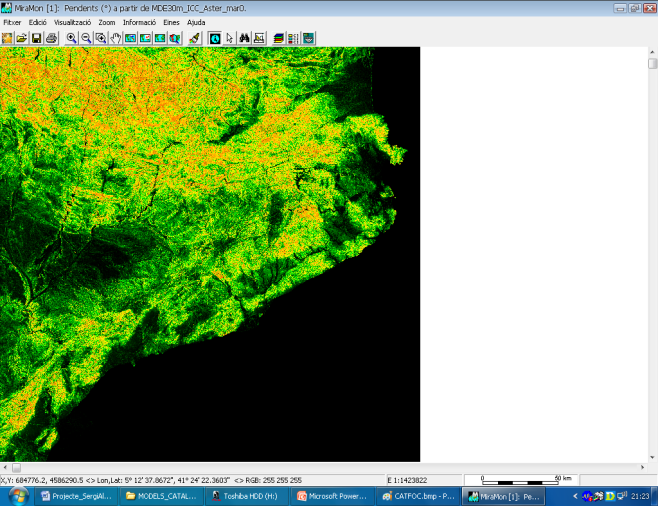 MiraMon [1]: Pendents (°) a partir de MDE30m_ICC_Aster_mar0.
Fitxer Edició Visualització Zoom Informació Eines Ajuda
X,Y: 684776.2, 4586290.5 <> Lon,Lat: 5° 12' 37.8672", 41° 24' 22.3603" <> RGB: 255 255 255 E 1:1423822 0 50 km
Projecte_SergiAl... MODELS_CATAL... Toshiba HDD (H:) Microsoft Power... CATFOC.bmp - P... MiraMon [1]: Pe... 21:23